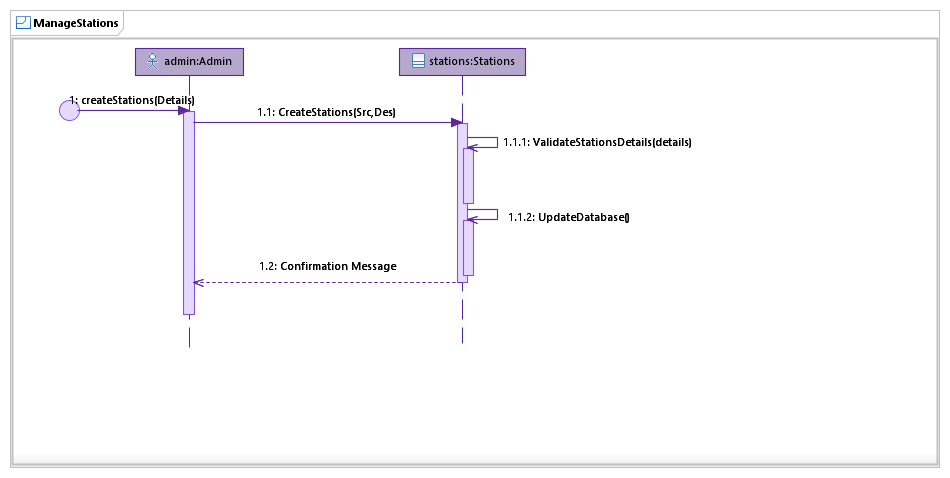 ManageStations
admin:Admin
stations:Stations
1: createStations(Details)
1.1: CreateStations(Src,Des)
1.1.1: ValidateStationsDetails(details)
1.1.2: UpdateDatabase()
1.2: Confirmation Message